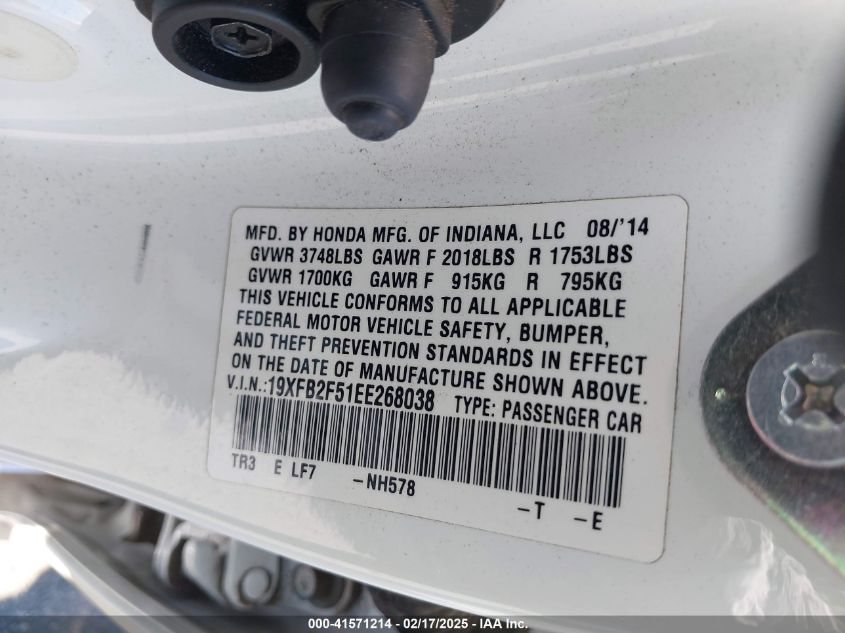 MFD. BY HONDA MFG. OF INDIANA, LLC 08/'14
GVWR 3748LBS GAWR F 2018LBS R 1753LBS
GVWR 1700KG GAWR F 915KG R 795KG
THIS VEHICLE CONFORMS TO ALL APPLICABLE
FEDERAL MOTOR VEHICLE SAFETY, BUMPER,
AND THEFT PREVENTION STANDARDS IN EFFECT
ON THE DATE OF MANUFACTURE SHOWN ABOVE.
V.I.N.:19XFB2F51EE268038 TYPE: PASSENGER CAR
TR3 E LF7 -NH578 -T -E
000-41571214 - 02/17/2025 - IAA Inc.